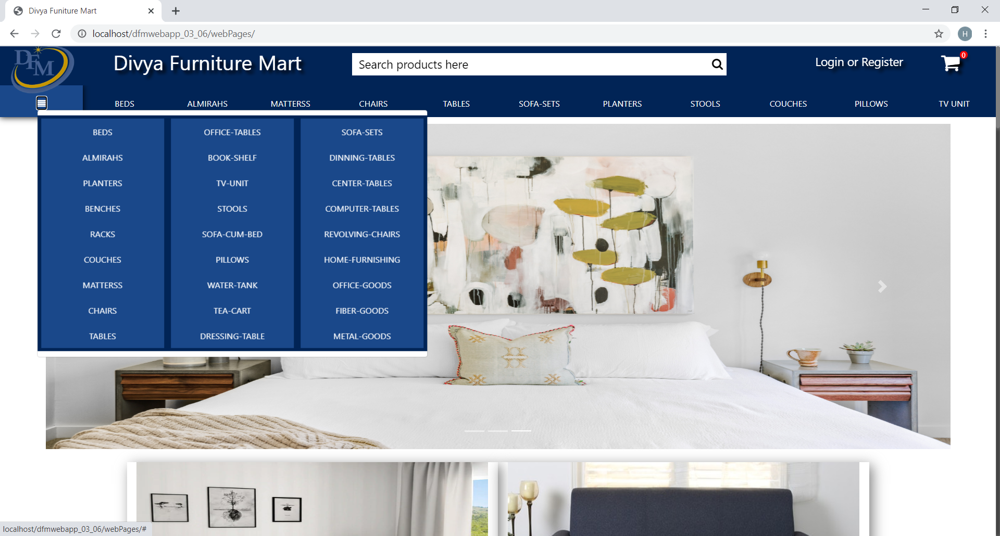 Divya Funiture Mart
localhost/dfmwebapp_03_06/webPages/
H
DFM
Divya Furniture Mart
Search products here
Login or Register
0
BEDS ALMIRAHS MATTERSS CHAIRS TABLES SOFA-SETS PLANTERS STOOLS COUCHES PILLOWS TV UNIT
BEDS OFFICE-TABLES SOFA-SETS
ALMIRAHS BOOK-SHELF DINNING-TABLES
PLANTERS TV-UNIT CENTER-TABLES
BENCHES STOOLS COMPUTER-TABLES
RACKS SOFA-CUM-BED REVOLVING-CHAIRS
COUCHES PILLOWS HOME-FURNISHING
MATTERSS WATER-TANK OFFICE-GOODS
CHAIRS TEA-CART FIBER-GOODS
TABLES DRESSING-TABLE METAL-GOODS
localhost/dfmwebapp_03_06/webPages/#